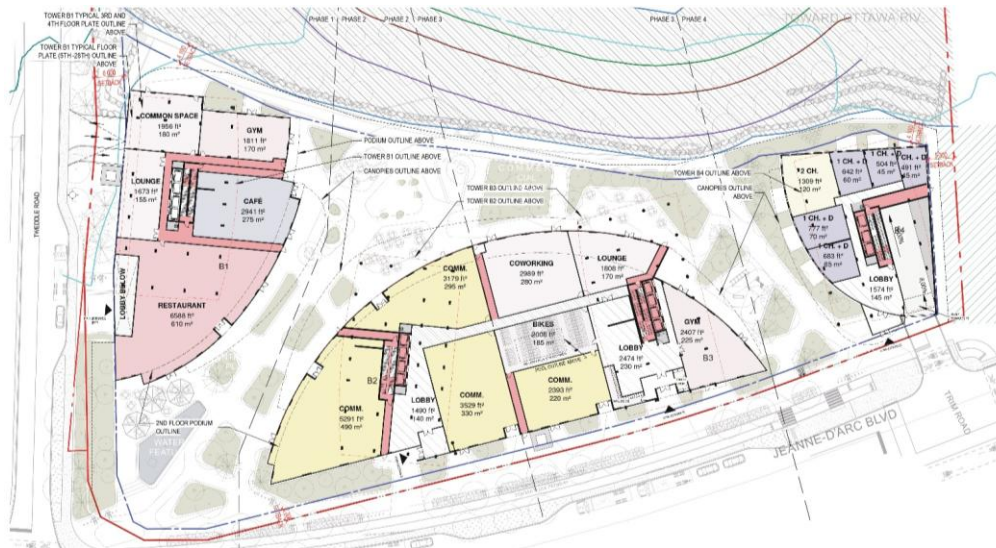 TOWER B1 TYPICAL 3RD AND
4TH FLOOR PLATE OUTLINE
ABOVE
TOWER B1 TYPICAL FLOOR
PLATE (5TH -28TH) OUTLINE
ABOVE
PHASE 1
PHASE 2
PHASE 2
PHASE 3
PHASE 3
PHASE 4
TOWARD OTTAWA RIV.
COMMON SPACE
1956 ft²
180 m²
GYM
1811 ft²
170 m²
PODIUM OUTLINE ABOVE
TOWER B1 OUTLINE ABOVE
CANOPIES OUTLINE ABOVE
LOUNGE
1673 ft²
155 m²
CAFÉ
2941 ft²
275 m²
TWEDDLE ROAD
B1
LOBBY BELOW
RESTAURANT
6588 ft²
610 m²
TOWER B3 OUTLINE ABOVE
TOWER B2 OUTLINE ABOVE
TOWER B4 OUTLINE ABOVE
CANOPIES OUTLINE
ABOVE
2 CH.
1309 ft²
120 m²
1 CH. + D
642 ft²
60 m²
1 CH. + D
504 ft²
45 m²
1 CH. + D
491 ft²
1 CH. + D
777 ft²
70 m²
1 CH. + D
683 ft²
LOBBY
1574 ft²
145 m²
COMM.
3179 ft²
295 m²
COWORKING
2989 ft²
280 m²
LOUNGE
1808 ft²
170 m²
BIKES
185 m²
LOBBY
2474 ft²
230 m²
GYM
2407 ft²
225 m²
B3
B2
COMM.
5291 ft²
490 m²
LOBBY
1490 ft²
140 m²
COMM.
3529 ft²
330 m²
COMM.
2393 ft²
220 m²
2ND FLOOR PODIUM
OUTLINE
WATER
JEANNE-D'ARC BLVD
TRIM ROAD